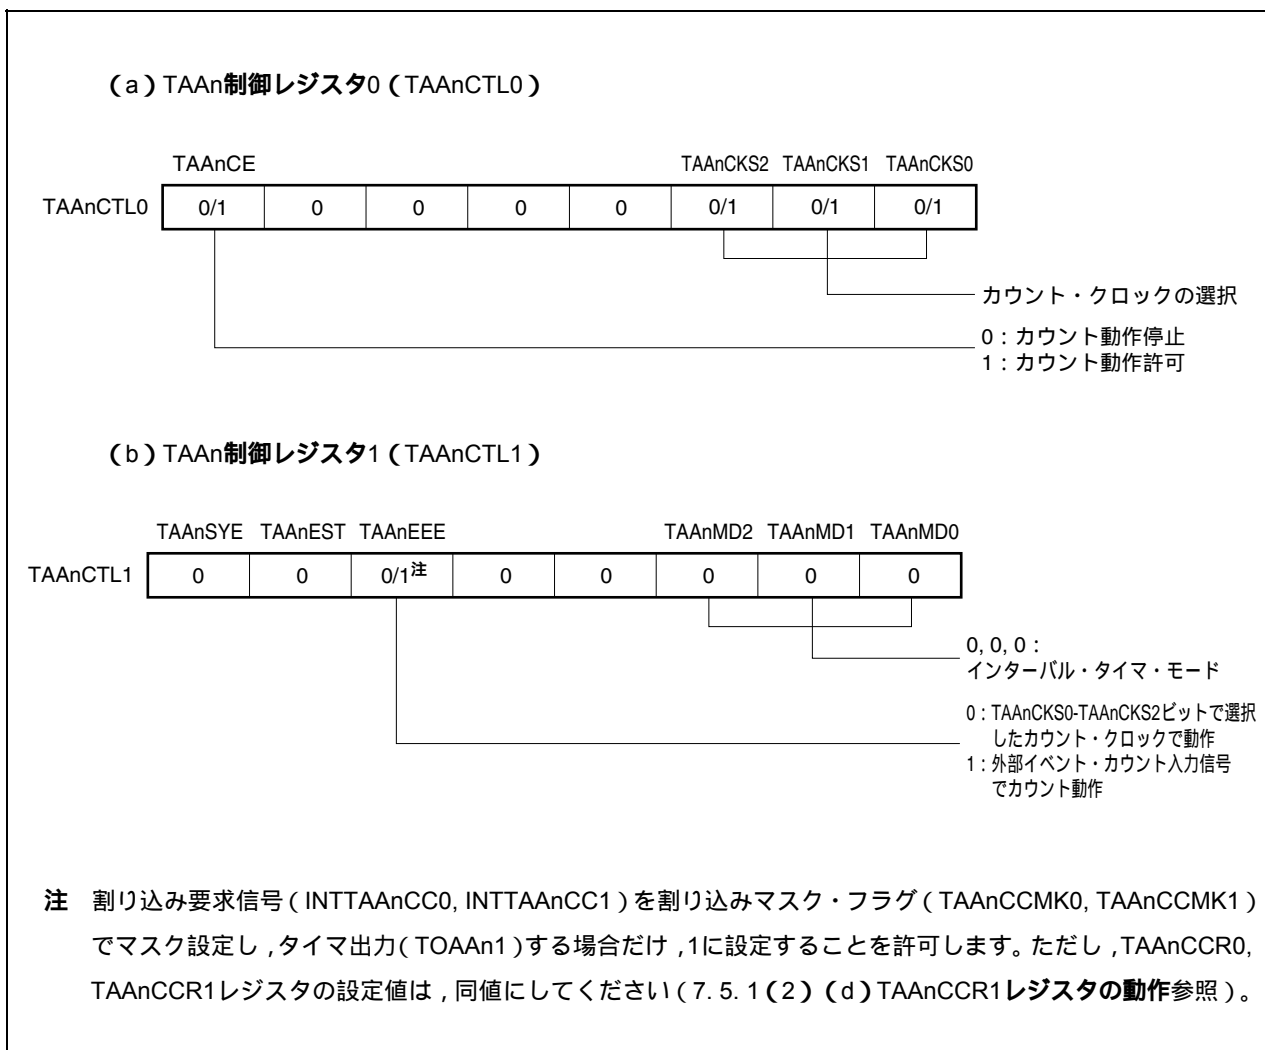 (a)TAAn制御レジスタ0(TAAnCTL0)
TAAnCE TAAnCKS2 TAAnCKS1 TAAnCKS0
TAAnCTL0 0/1 0 0 0 0 0/1 0/1 0/1
カウント・クロックの選択
0:カウント動作停止
1:カウント動作許可
(b)TAAn制御レジスタ1(TAAnCTL1)
TAAnSYE TAAnEST TAAnEEE TAAnMD2 TAAnMD1 TAAnMD0
TAAnCTL1 0 0 0/1注 0 0 0 0 0
0, 0, 0:
インターバル・タイマ・モード
0:TAAnCKS0-TAAnCKS2ビットで選択
したカウント・クロックで動作
1:外部イベント・カウント入力信号
でカウント動作
注 割り込み要求信号(INTTAAnCC0, INTTAAnCC1)を割り込みマスク・フラグ(TAAnCCMK0, TAAnCCMK1)
でマスク設定し,タイマ出力(TOAAn1)する場合だけ,1に設定することを許可します。ただし,TAAnCCR0,
TAAnCCR1レジスタの設定値は,同値にしてください(7. 5. 1(2)(d)TAAnCCR1レジスタの動作参照)。